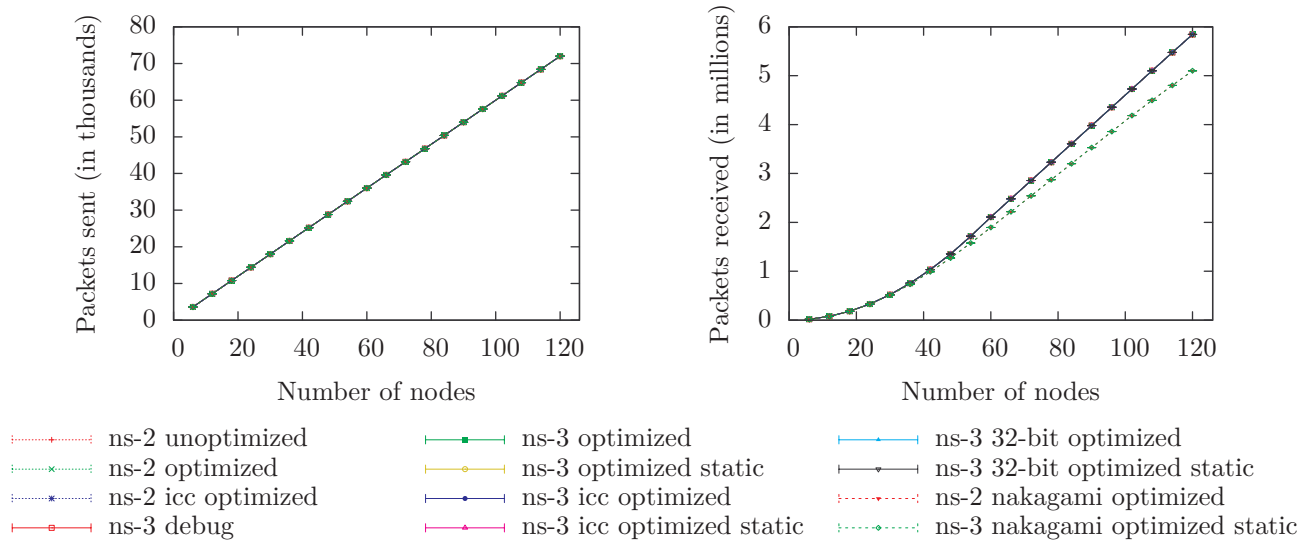 Packets sent (in thousands)
80
70
60
50
40
30
20
10
0
0 20 40 60 80 100 120
Number of nodes
Packets received (in millions)
6
5
4
3
2
1
0
0 20 40 60 80 100 120
Number of nodes
ns-2 unoptimized
ns-2 optimized
ns-2 icc optimized
ns-3 debug
ns-3 optimized
ns-3 optimized static
ns-3 icc optimized
ns-3 icc optimized static
ns-3 32-bit optimized
ns-3 32-bit optimized static
ns-2 nakagami optimized
ns-3 nakagami optimized static